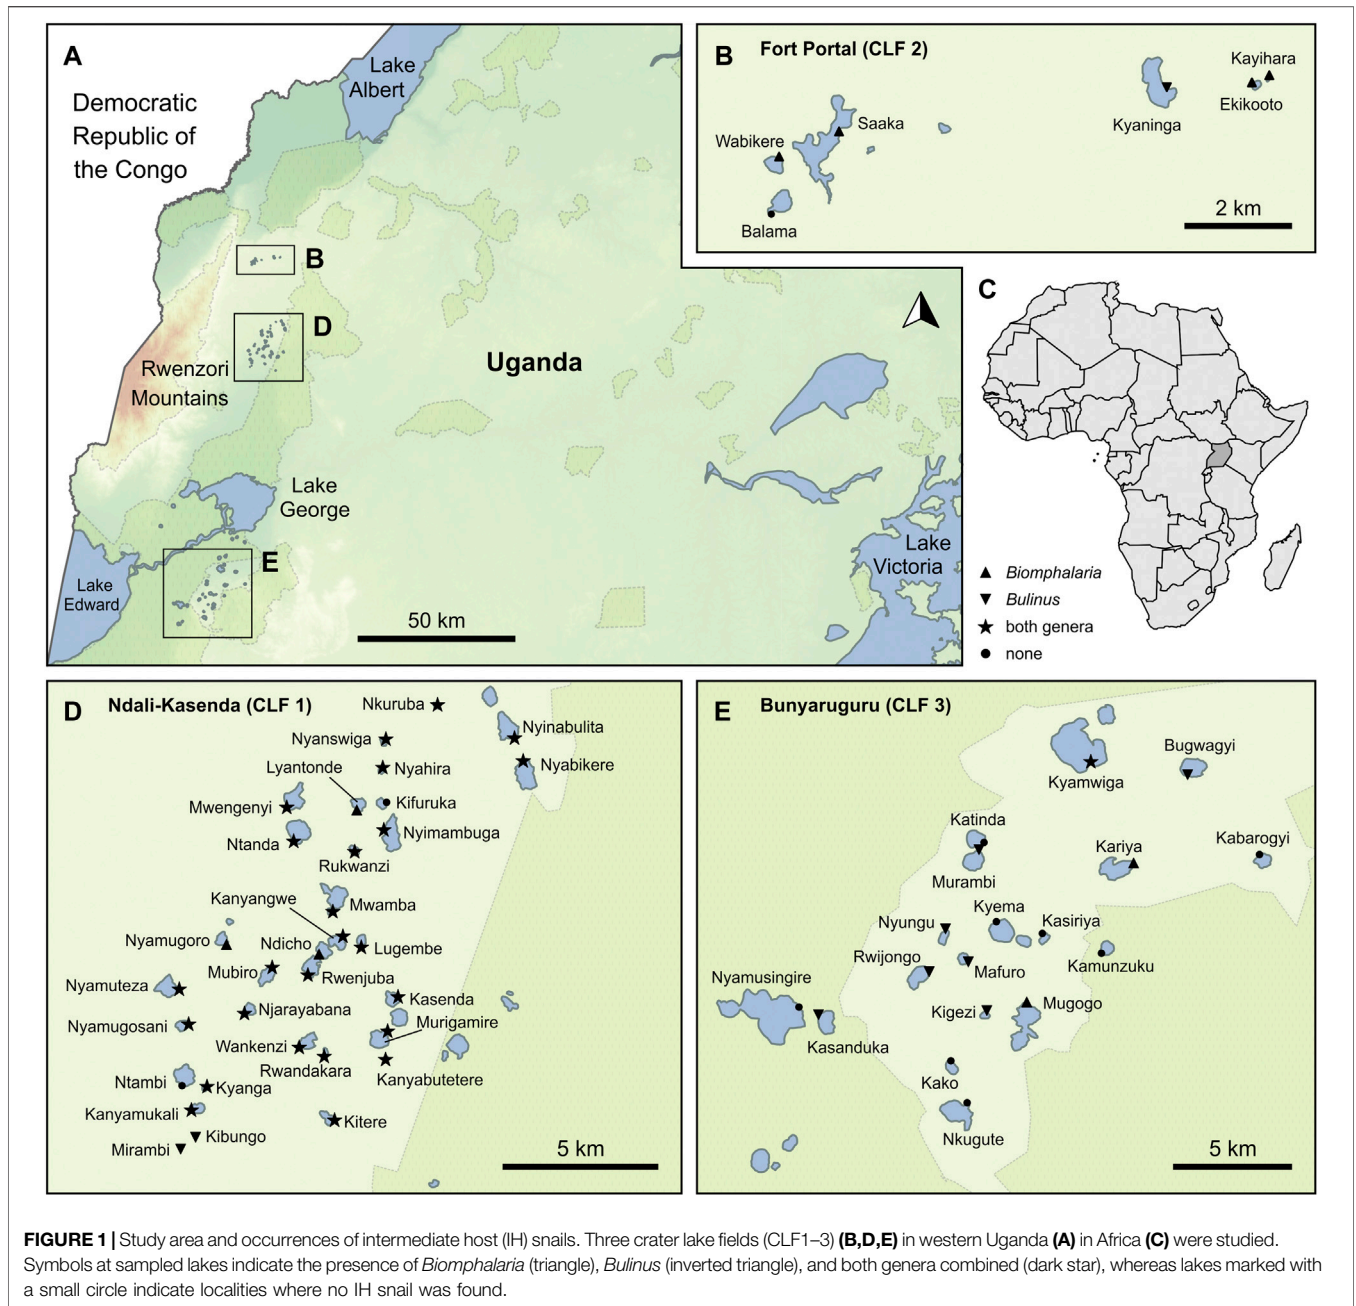 A
Democratic
Republic of
the Congo
Lake
Albert
B
D
Rwenzori
Mountains
Uganda
Lake
George
E
Lake
Edward
50 km
Lake
Victoria
B
Fort Portal (CLF 2)
Kayihara
Ekikooto
Kyaninga
Saaka
Wabikere
Balama
2 km
C
Biomphalaria
Bulinus
both genera
none
D
Ndali-Kasenda (CLF 1)
Nkuruba
Nyinabulita
Nyanswiga
Nyabikere
Lyantonde
Nyahira
Mwengenyi
Kifuruka
Nyimambuga
Ntanda
Rukwanzi
Kanyangwe
Mwamba
Nyamugoro
Ndicho
Lugembe
Mubiro
Rwenjuba
Nyamuteza
Kasenda
Njarayabana
Murigamire
Nyamugosani
Wankenzi
Rwandakara
Kanyabutetere
Ntambi
Kyanga
Kanyamukali
Kitere
Kibungo
Mirambi
5 km
E
Bunyaruguru (CLF 3)
Bugwagyi
Kyamwiga
Katinda
Kariya
Kabarogyi
Murambi
Kyema
Nyungu
Kasiriya
Rwijongo
Mafuro
Kamunzuku
Nyamusingire
Kigezi
Mugogo
Kasanduka
Kako
Nkugute
5 km
FIGURE 1 | Study area and occurrences of intermediate host (IH) snails. Three crater lake fields (CLF1–3) (B,D,E) in western Uganda (A) in Africa (C) were studied.
Symbols at sampled lakes indicate the presence of Biomphalaria (triangle), Bulinus (inverted triangle), and both genera combined (dark star), whereas lakes marked with
a small circle indicate localities where no IH snail was found.